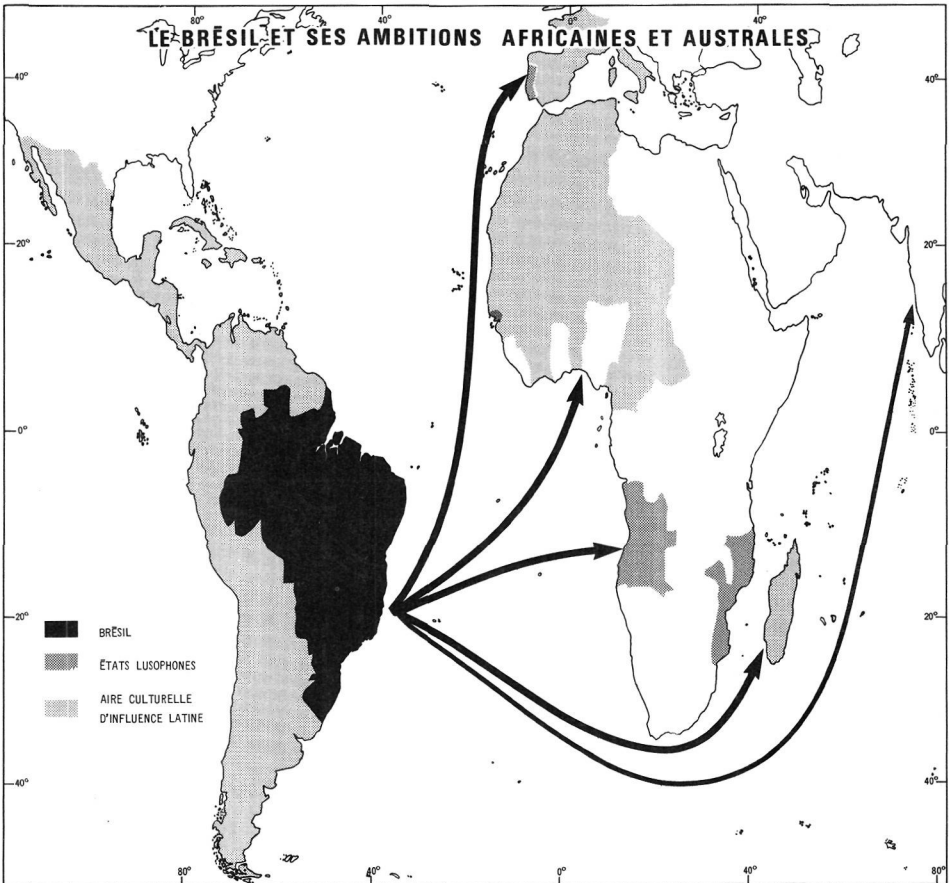 80° 40° 0° 40°
LE BRÉSIL ET SES AMBITIONS AFRICAINES ET AUSTRALES
40° 40°
20° 20°
0° 0°
20° 20°
BRÉSIL
ÉTATS LUSOPHONES
AIRE CULTURELLE
D'INFLUENCE LATINE
40° 40°
80° 40° 0° 40° 80°